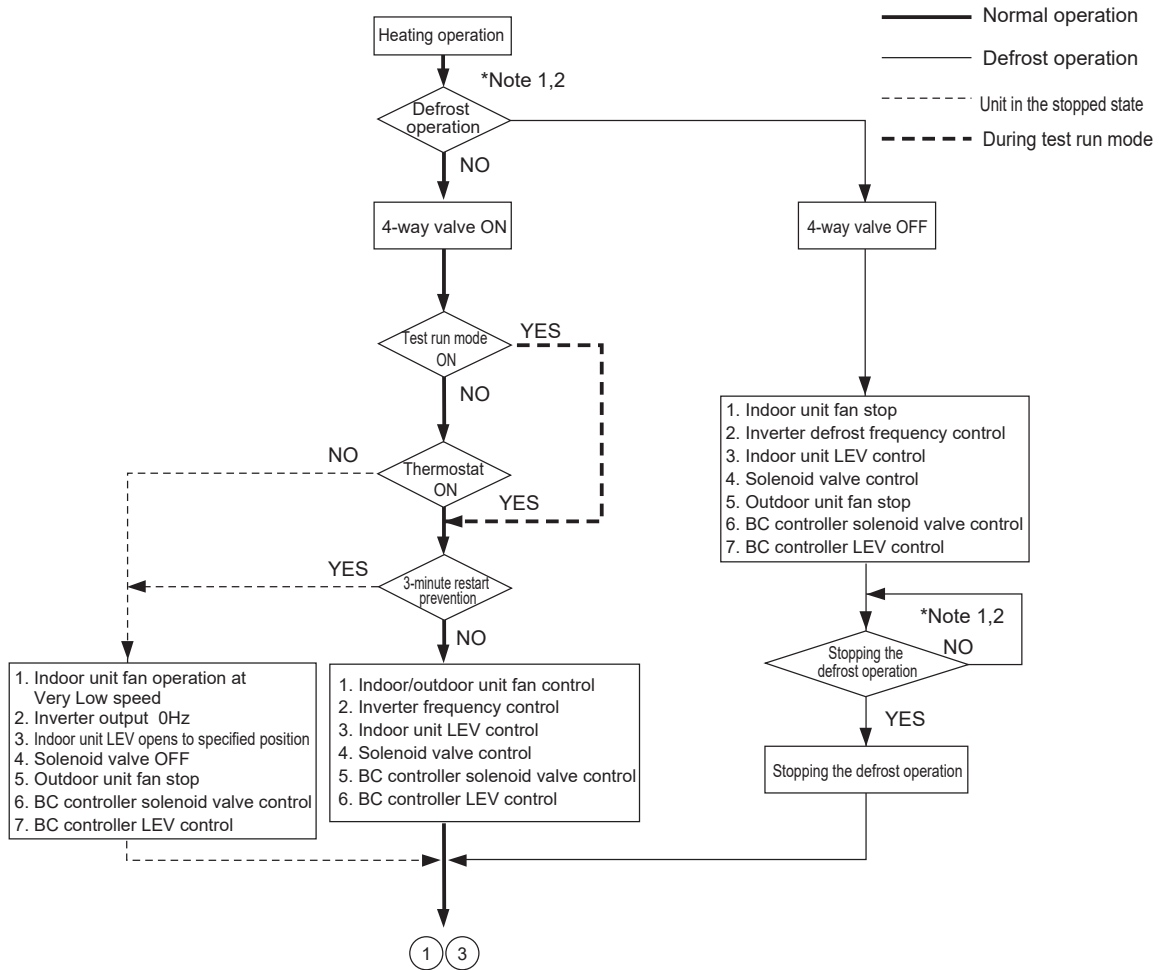 Normal operation
Heating operation
Defrost operation
*Note 1,2
Defrost
operation
Unit in the stopped state
During test run mode
NO
4-way valve ON
4-way valve OFF
Test run mode
ON
YES
NO
NO
Thermostat
ON
YES
YES
3-minute restart
prevention
NO
1. Indoor unit fan stop
2. Inverter defrost frequency control
3. Indoor unit LEV control
4. Solenoid valve control
5. Outdoor unit fan stop
6. BC controller solenoid valve control
7. BC controller LEV control
*Note 1,2
NO
Stopping the
defrost operation
YES
Stopping the defrost operation
1. Indoor unit fan operation at
Very Low speed
2. Inverter output 0Hz
3. Indoor unit LEV opens to specified position
4. Solenoid valve OFF
5. Outdoor unit fan stop
6. BC controller solenoid valve control
7. BC controller LEV control
1. Indoor/outdoor unit fan control
2. Inverter frequency control
3. Indoor unit LEV control
4. Solenoid valve control
5. BC controller solenoid valve control
6. BC controller LEV control
1 3